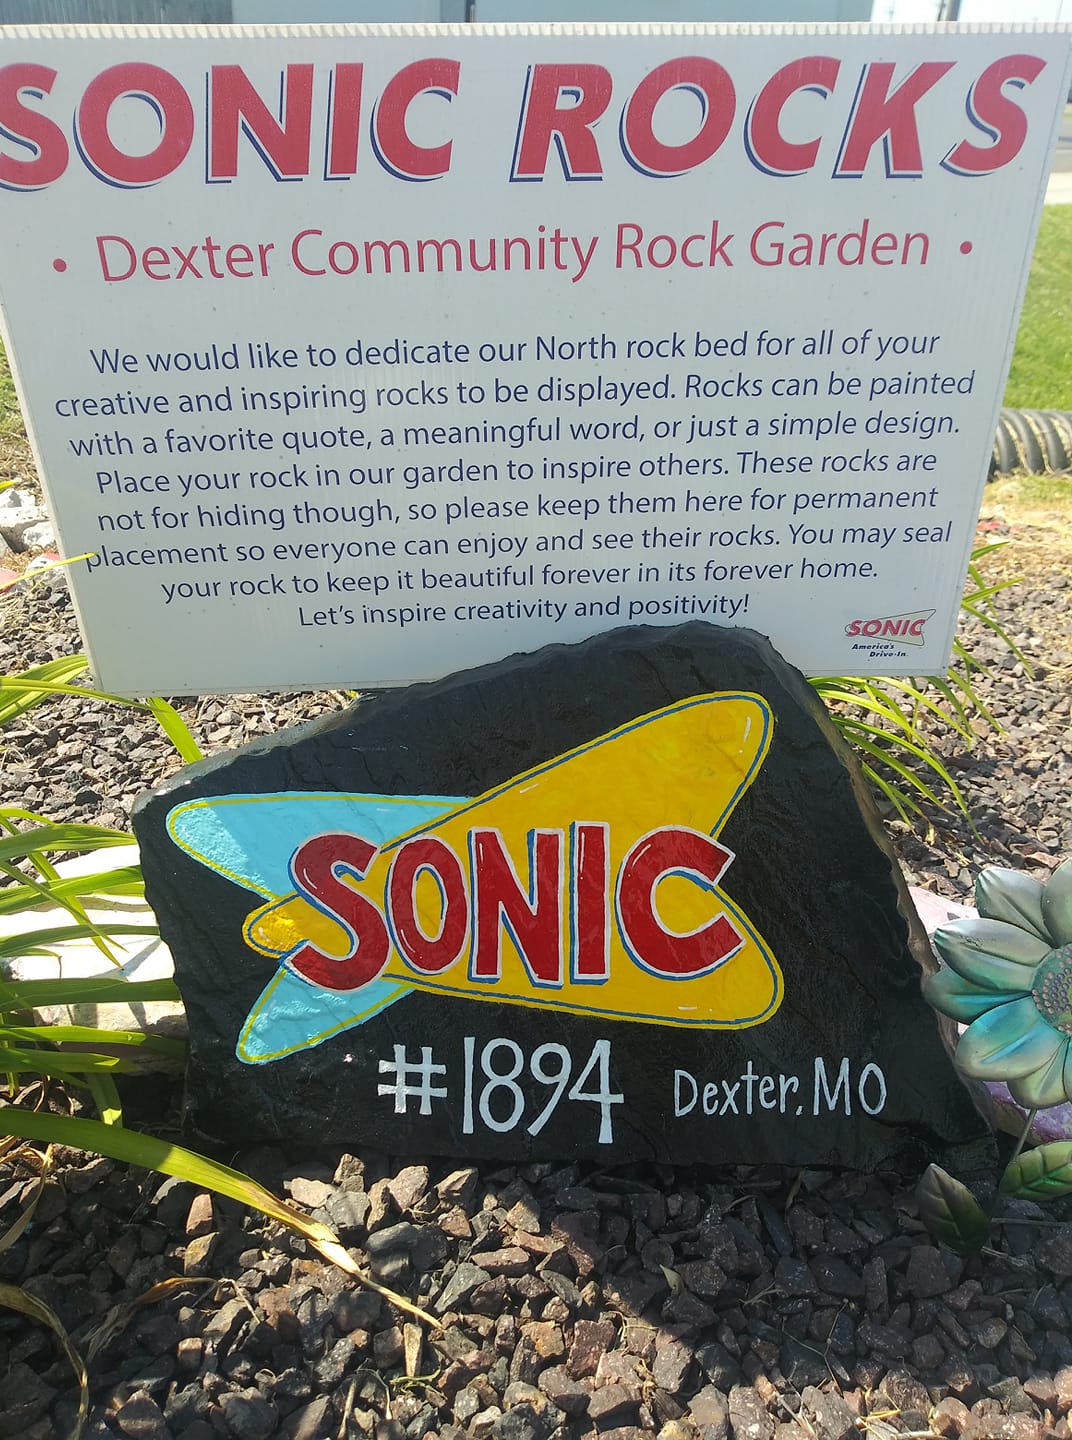 SONIC ROCKS
• Dexter Community Rock Garden •
We would like to dedicate our North rock bed for all of your
creative and inspiring rocks to be displayed. Rocks can be painted
with a favorite quote, a meaningful word, or just a simple design.
Place your rock in our garden to inspire others. These rocks are
not for hiding though, so please keep them here for permanent
placement so everyone can enjoy and see their rocks. You may seal
your rock to keep it beautiful forever in its forever home.
Let's inspire creativity and positivity!
SONIC
America's
Drive-In.
SONIC
#1894 Dexter, MO